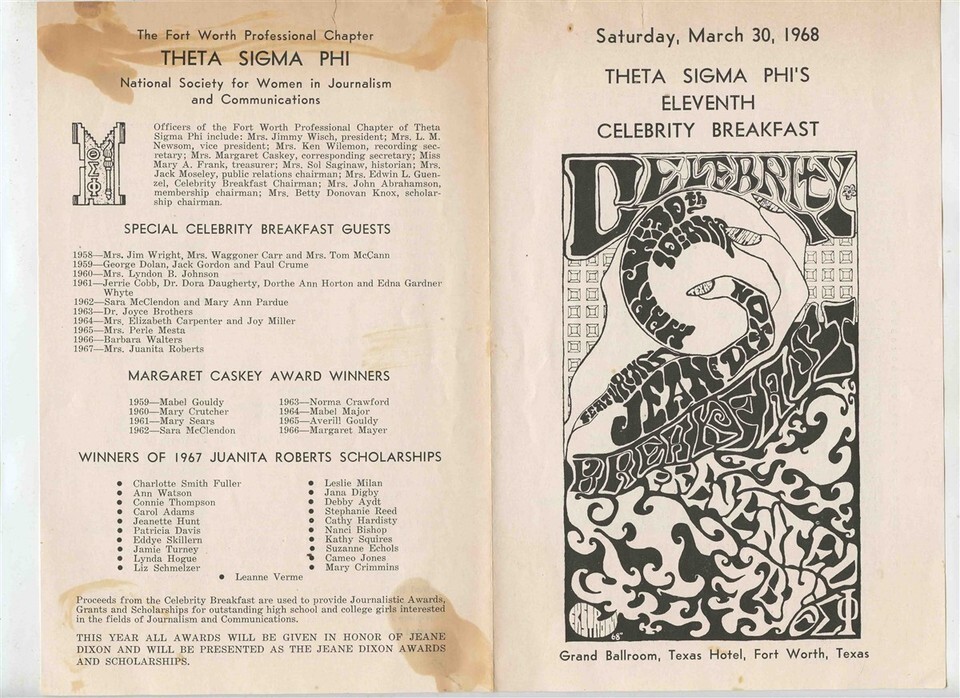 The Fort Worth Professional Chapter
THETA SIGMA PHI
National Society for Women in Journalism
and Communications
ΘΣΦ
Officers of the Fort Worth Professional Chapter of Theta
Sigma Phi include: Mrs. Jimmy Wisch, president; Mrs. L. M.
Newsom, vice president; Mrs. Ken Wilemon, recording sec-
retary; Mrs. Margaret Caskey, corresponding secretary; Miss
Mary A. Frank, treasurer; Mrs. Sol Saginaw, historian; Mrs.
Jack Moseley, public relations chairman; Mrs. Edwin L. Guen-
zel, Celebrity Breakfast Chairman; Mrs. John Abrahamson,
membership chairman; Mrs. Betty Donovan Knox, scholar-
ship chairman.
SPECIAL CELEBRITY BREAKFAST GUESTS
1958—Mrs. Jim Wright, Mrs. Waggoner Carr and Mrs. Tom McCann
1959—George Dolan, Jack Gordon and Paul Crume
1960—Mrs. Lyndon B. Johnson
1961—Jerrie Cobb, Dr. Dora Daugherty, Dorthe Ann Horton and Edna Gardner
Whyte
1962—Sara McClendon and Mary Ann Pardue
1963—Dr. Joyce Brothers
1964—Mrs. Elizabeth Carpenter and Joy Miller
1965—Mrs. Perle Mesta
1966—Barbara Walters
1967—Mrs. Juanita Roberts
MARGARET CASKEY AWARD WINNERS
1959—Mabel Gouldy
1960—Mary Crutcher
1961—Mary Sears
1962—Sara McClendon
1963—Norma Crawford
1964—Mabel Major
1965—Averill Gouldy
1966—Margaret Mayer
WINNERS OF 1967 JUANITA ROBERTS SCHOLARSHIPS
● Charlotte Smith Fuller
● Ann Watson
● Connie Thompson
● Carol Adams
● Jeanette Hunt
● Patricia Davis
● Eddye Skillern
● Jamie Turney
● Lynda Hogue
● Liz Schmelzer
● Leslie Milan
● Jana Digby
● Debby Aydt
● Stephanie Reed
● Cathy Hardisty
● Nanci Bishop
● Kathy Squires
● Suzanne Echols
● Cameo Jones
● Mary Crimmins
● Leanne Verme
Proceeds from the Celebrity Breakfast are used to provide Journalistic Awards,
Grants and Scholarships for outstanding high school and college girls interested
in the fields of Journalism and Communications.
THIS YEAR ALL AWARDS WILL BE GIVEN IN HONOR OF JEANE
DIXON AND WILL BE PRESENTED AS THE JEANE DIXON AWARDS
AND SCHOLARSHIPS.
Saturday, March 30, 1968
THETA SIGMA PHI'S
ELEVENTH
CELEBRITY BREAKFAST
CELEBRITY
MARCH 30th
TEXAS
FEATURING
JEANE DIXON
BREAKFAST
PRESENTED
BY
ΘΣΦ
68
Grand Ballroom, Texas Hotel, Fort Worth, Texas